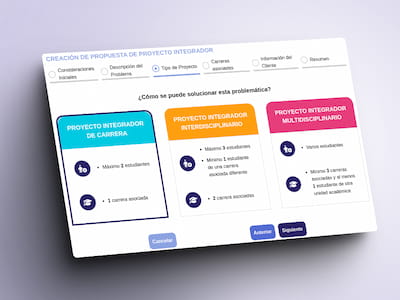 CREACIÓN DE PROPUESTA DE PROYECTO INTEGRADOR
Consideraciones
Iniciales
Descripción del
Problema
Tipo de Proyecto
Carreras
asociadas
Información del
Cliente
Resumen
¿Cómo se puede solucionar esta problemática?
PROYECTO INTEGRADOR
DE CARRERA
• Máximo 2 estudiantes
• 1 carrera asociada
PROYECTO INTEGRADOR
INTERDISCIPLINARIO
• Máximo 3 estudiantes
• Mínimo 1 estudiante
de una carrera
asociada diferente
• 2 carreras asociadas
PROYECTO INTEGRADOR
MULTIDISCIPLINARIO
• Varios estudiantes
• Mínimo 3 carreras
asociadas y al menos
1 estudiante de otra
unidad académica
Cancelar
Anterior
Siguiente